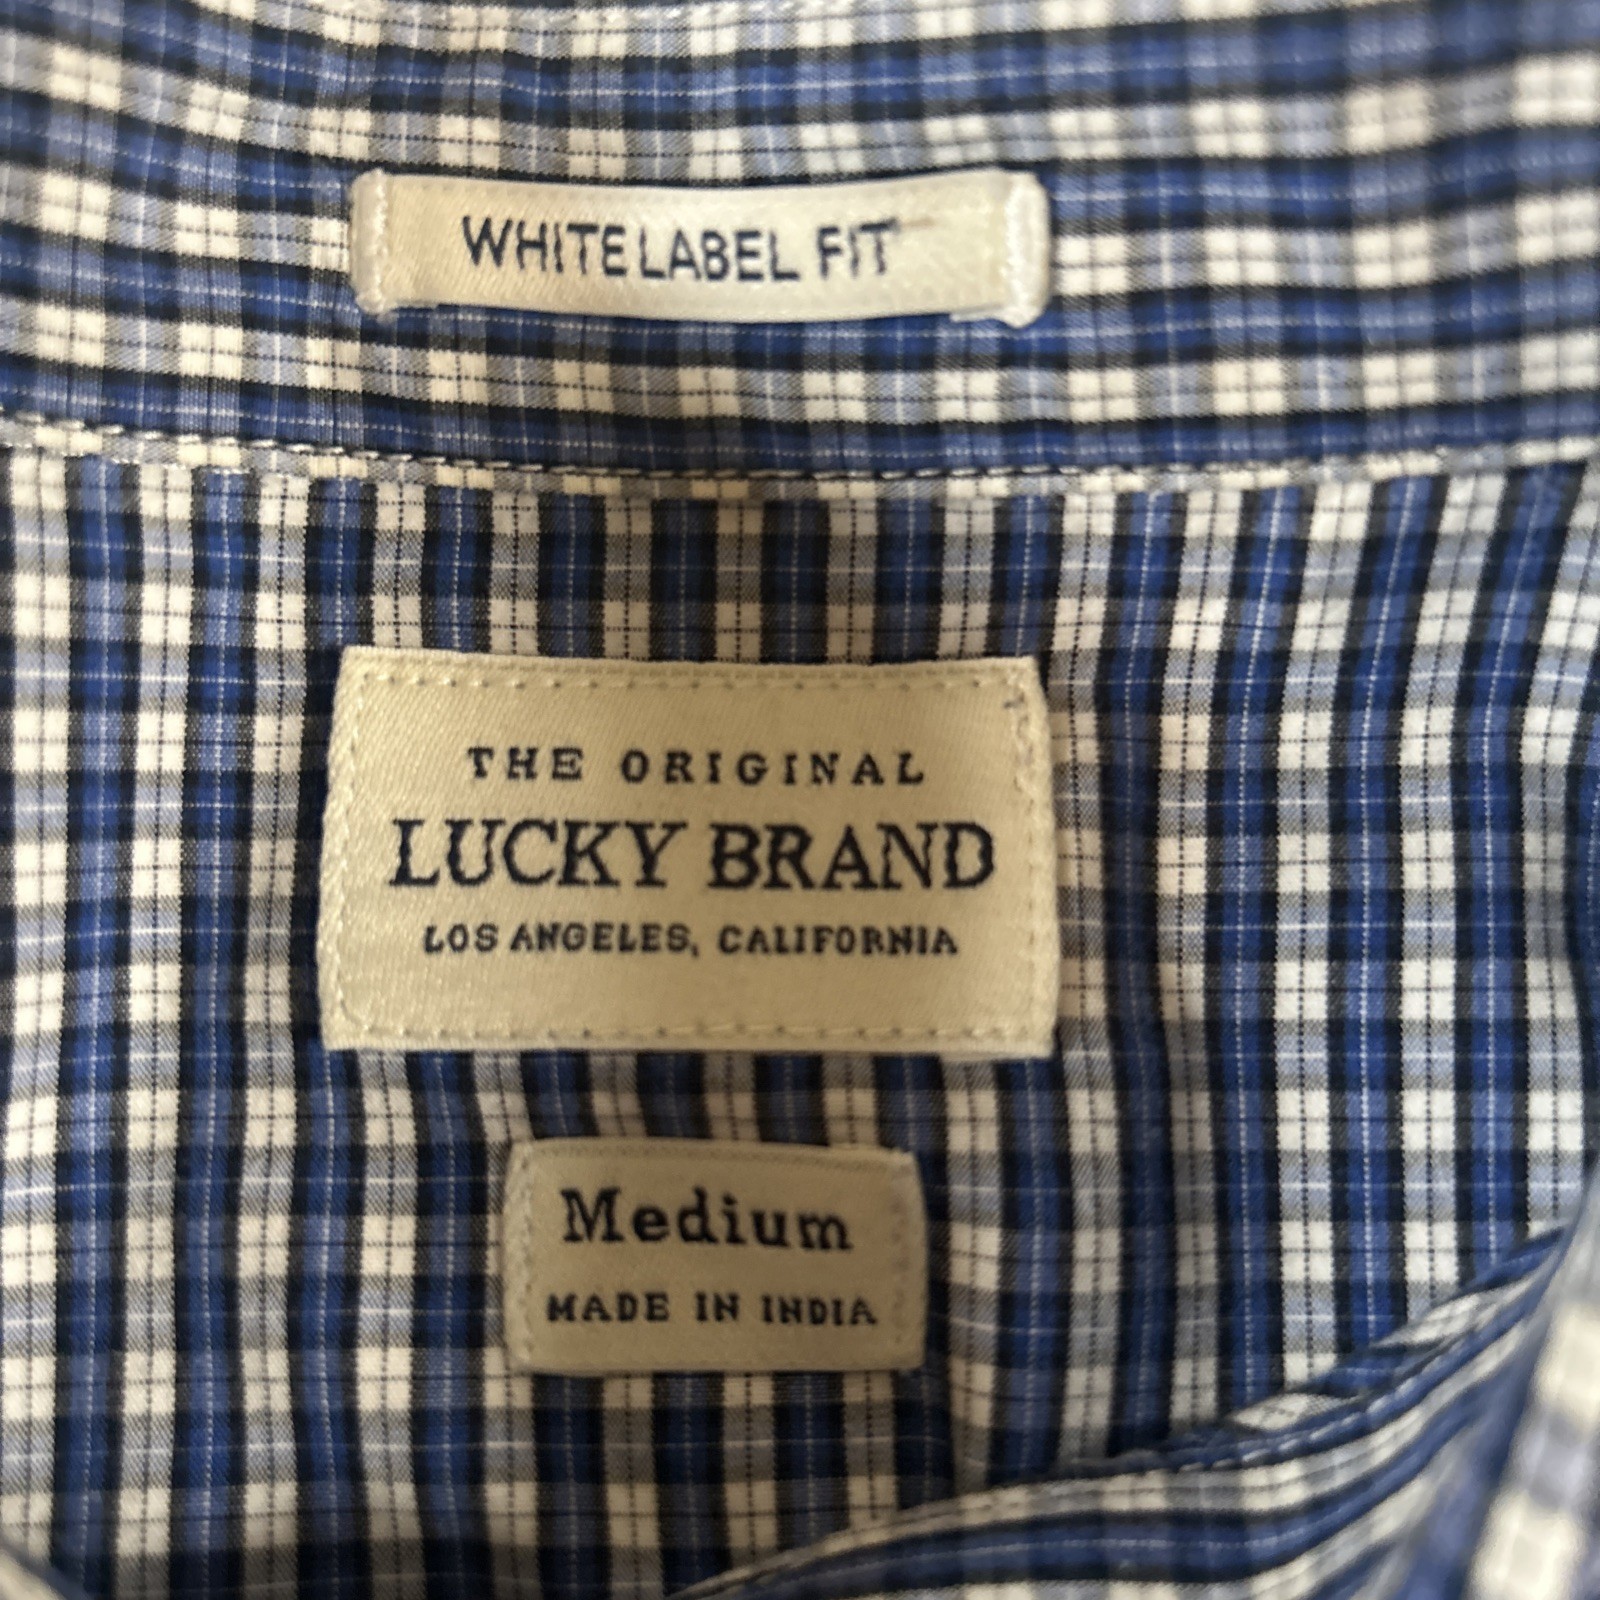 WHITE LABEL FIT
THE ORIGINAL
LUCKY BRAND
LOS ANGELES, CALIFORNIA
Medium
MADE IN INDIA